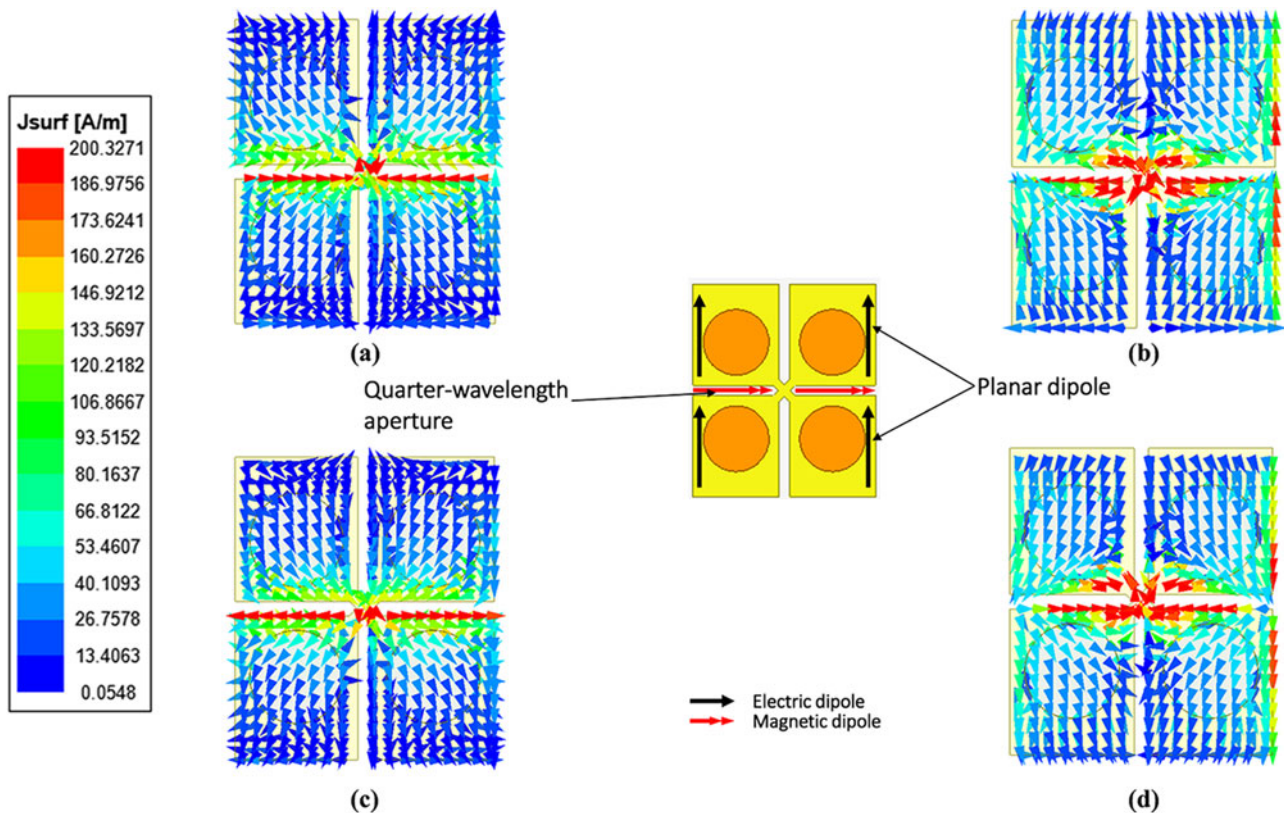 Jsurf [A/m]
200.3271
186.9756
173.6241
160.2726
146.9212
133.5697
120.2182
106.8667
93.5152
80.1637
66.8122
53.4607
40.1093
26.7578
13.4063
0.0548
(a)
(b)
Quarter-wavelength
aperture
Planar dipole
Electric dipole
Magnetic dipole
(c)
(d)